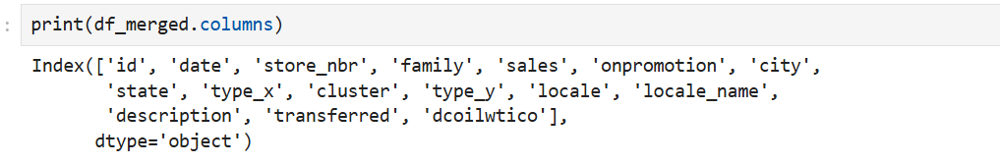 : print(df_merged.columns)
Index(['id', 'date', 'store_nbr', 'family', 'sales', 'onpromotion', 'city',
'state', 'type_x', 'cluster', 'type_y', 'locale', 'locale_name',
'description', 'transferred', 'dcoilwtico'],
dtype='object')